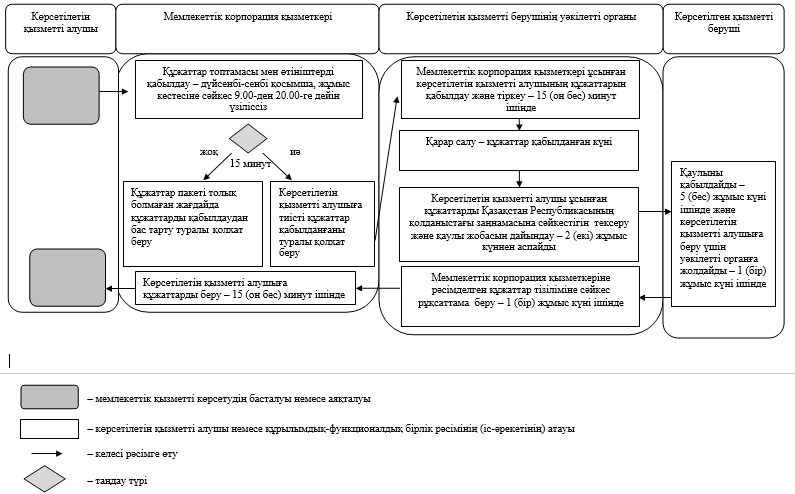 Көрсетілетін
қызметті алушы
Мемлекеттік корпорация қызметкері
Көрсетілетін қызметті берушінің уәкілетті органы
Көрсетілген қызметті
беруші
Құжаттар топтамасы мен өтініштерді
қабылдау – дүйсенбі-сенбі қосымша, жұмыс
кестесіне сәйкес 9.00-ден 20.00-ге дейін
үзіліссіз
жоқ
иә
15 минут
Құжаттар пакеті толық
болмаған жағдайда
құжаттарды қабылдаудан
бас тарту туралы қолхат
беру
Көрсетілетін
қызметті алушыға
тиісті құжаттар
қабылданғаны
туралы қолхат
беру
Көрсетілетін қызметті алушыға
құжаттарды беру – 15 (он бес) минут ішінде
Мемлекеттік корпорация қызметкері ұсынған
көрсетілетін қызметті алушының құжаттарын
қабылдау және тіркеу – 15 (он бес) минут
ішінде
Қарар салу – құжаттар қабылданған күні
Көрсетілетін қызметті алушы ұсынған
құжаттардағы Қазақстан Республикасының
қолданыстағы заңнамасына сәйкестігін тексеру
және қаулы жобасын дайындау – 2 (екі) жұмыс
күннен аспайды
Мемлекеттік корпорация қызметкеріне
рәсімделген құжаттар тізіліміне сәйкес
рұқсаттама беру – 1 (бір) жұмыс күні ішінде
Қаулыны
қабылдайды –
5 (бес) жұмыс күні
ішінде және
көрсетілетін
қызметті алушыға
беру үшін
уәкілетті органға
жолдайды – 1 (бір)
жұмыс күні ішінде
– мемлекеттік қызметті көрсетудің басталуы немесе аяқталуы
– көрсетілетін қызметті алушы немесе құрылымдық-функционалдық бірлік рәсімінің (іс-әрекетінің) атауы
– келесі рәсімге өту
– таңдау түрі